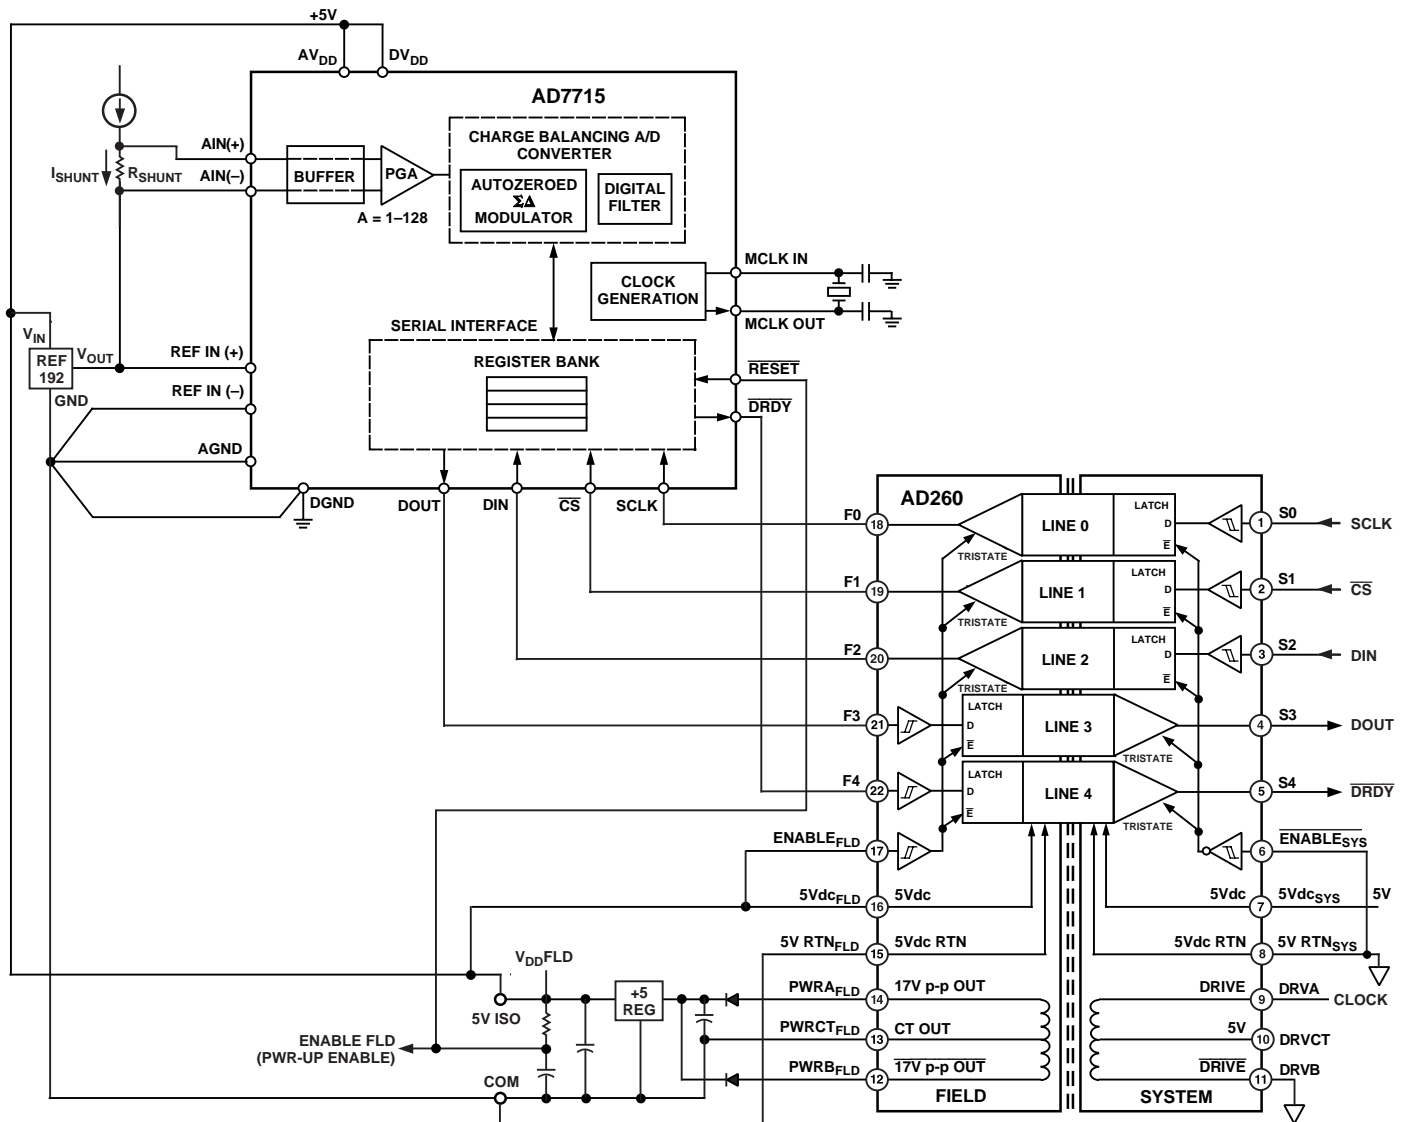 +5V
AVDD
DVDD
AD7715
AIN(+)
AIN(–)
ISHUNT
RSHUNT
BUFFER
PGA
A = 1–128
CHARGE BALANCING A/D
CONVERTER
AUTOZEROED
ΣΔ
MODULATOR
DIGITAL
FILTER
CLOCK
GENERATION
MCLK IN
MCLK OUT
SERIAL INTERFACE
REGISTER BANK
RESET
DRDY
VIN
REF
192
VOUT
GND
REF IN (+)
REF IN (–)
AGND
DGND
DOUT
DIN
CS
SCLK
AD260
F0
18
TRISTATE
LINE 0
LATCH
D
E
1
S0
SCLK
F1
19
TRISTATE
LINE 1
LATCH
D
E
2
S1
CS
F2
20
TRISTATE
LINE 2
LATCH
D
E
3
S2
DIN
F3
21
LATCH
D
E
LINE 3
TRISTATE
4
S3
DOUT
F4
22
LATCH
D
E
LINE 4
TRISTATE
5
S4
DRDY
ENABLEFLD
17
6
ENABLESYS
5VdcFLD
16
5Vdc
5Vdc
7
5VdcSYS
5V
5V RTNFLD
15
5Vdc RTN
5Vdc RTN
8
5V RTNSYS
PWRAFLD
14
17V p-p OUT
DRIVE
9
DRVA
CLOCK
PWRCTFLD
13
CT OUT
5V
10
DRVCT
PWRBFLD
12
17V p-p OUT
DRIVE
11
DRVB
FIELD
SYSTEM
VDDFLD
5V ISO
+5
REG
ENABLE FLD
(PWR-UP ENABLE)
COM